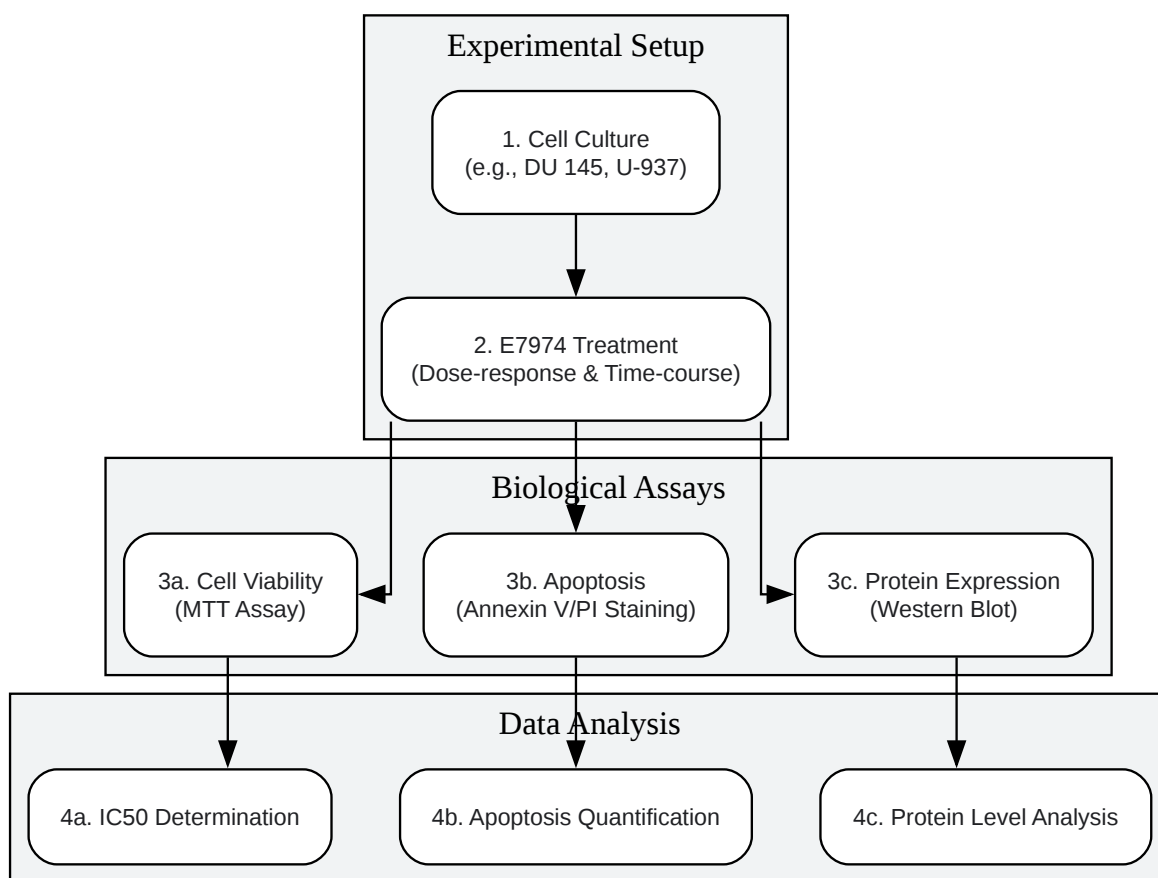 Experimental Setup
1. Cell Culture
(e.g., DU 145, U-937)
2. E7974 Treatment
(Dose-response & Time-course)
Biological Assays
3a. Cell Viability
(MTT Assay)
3b. Apoptosis
(Annexin V/PI Staining)
3c. Protein Expression
(Western Blot)
Data Analysis
4a. IC50 Determination
4b. Apoptosis Quantification
4c. Protein Level Analysis